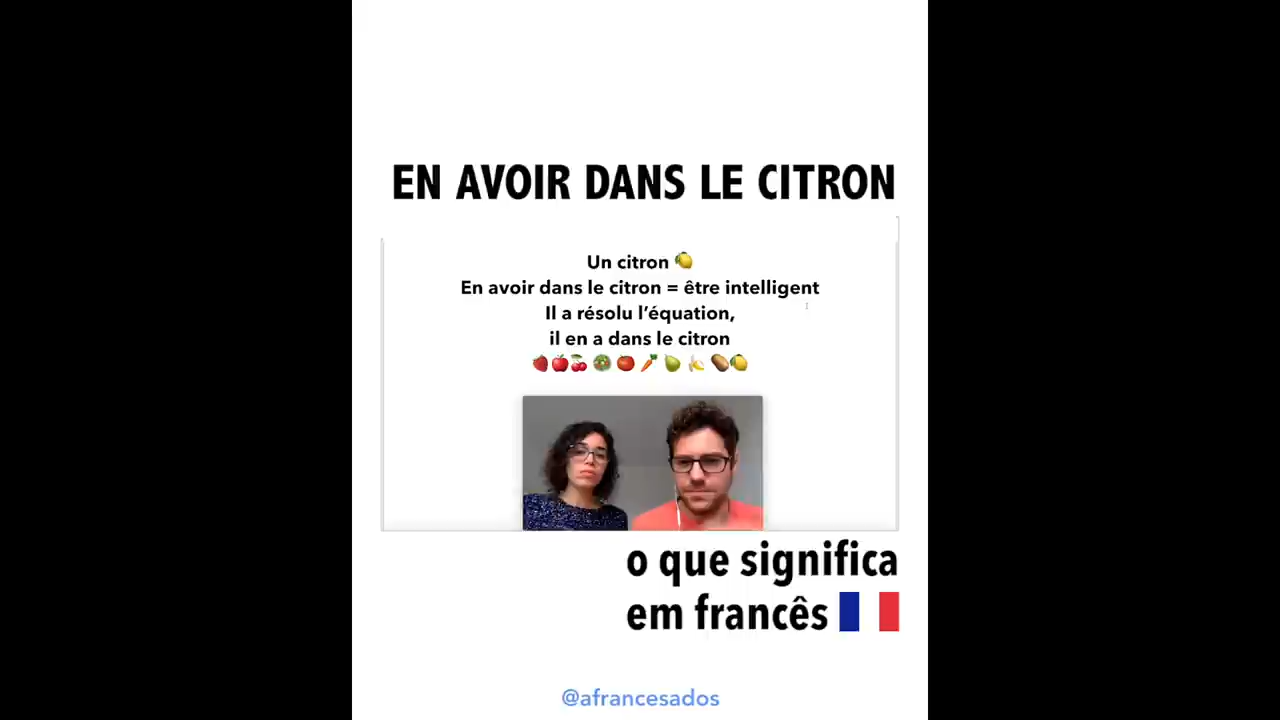 EN AVOIR DANS LE CITRON
Un citron 🍋
En avoir dans le citron = être intelligent
Il a résolu l'équation,
il en a dans le citron
🍓🍎🍒🥗🍅🥕🍐🍌🥔🍋
o que significa
em francês 🇫🇷
@afrancesados